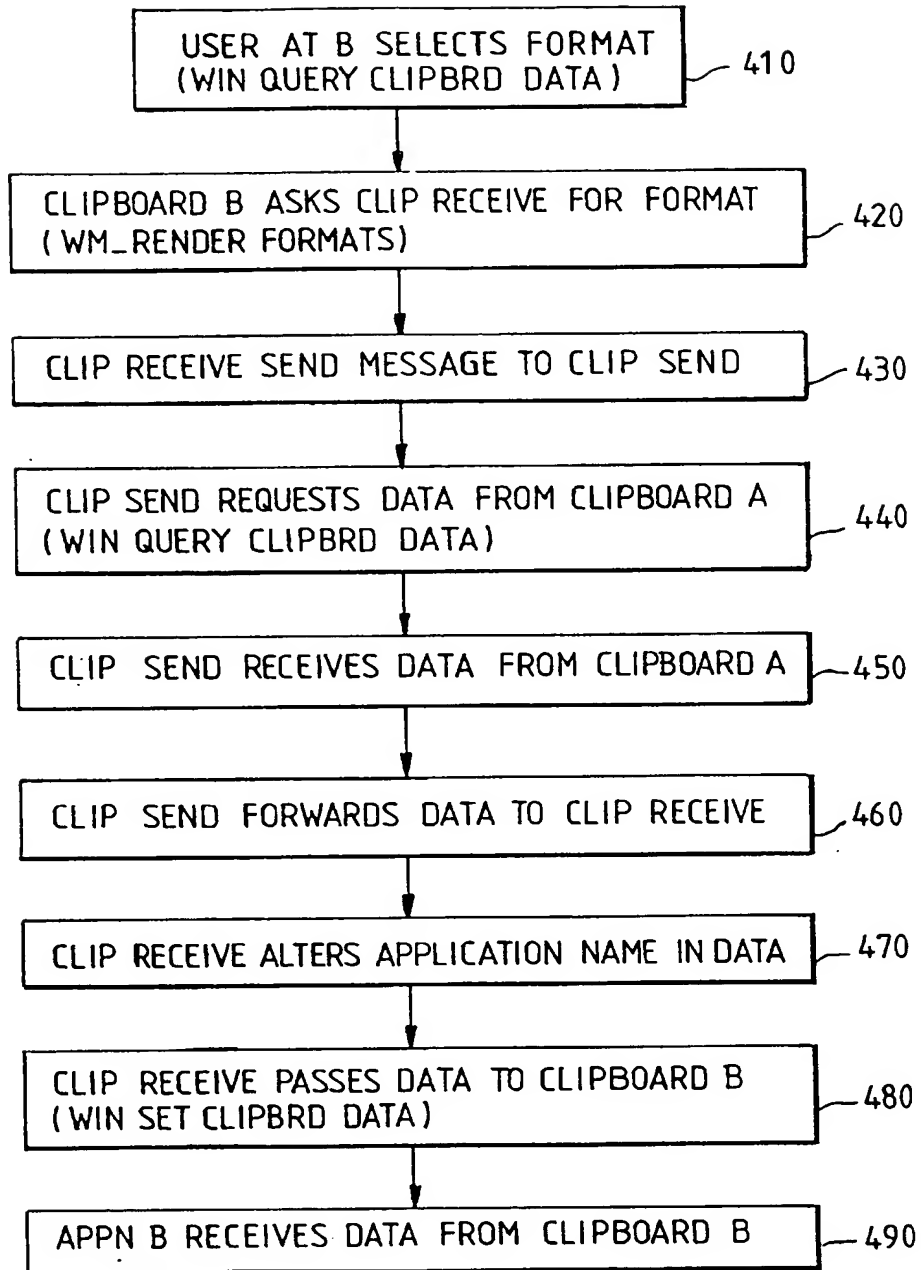 USER AT B SELECTS FORMAT
(WIN QUERY CLIPBRD DATA)
410
CLIPBOARD B ASKS CLIP RECEIVE FOR FORMAT
(WM_RENDER FORMATS)
420
CLIP RECEIVE SEND MESSAGE TO CLIP SEND
430
CLIP SEND REQUESTS DATA FROM CLIPBOARD A
(WIN QUERY CLIPBRD DATA)
440
CLIP SEND RECEIVES DATA FROM CLIPBOARD A
450
CLIP SEND FORWARDS DATA TO CLIP RECEIVE
460
CLIP RECEIVE ALTERS APPLICATION NAME IN DATA
470
CLIP RECEIVE PASSES DATA TO CLIPBOARD B
(WIN SET CLIPBRD DATA)
480
APPN B RECEIVES DATA FROM CLIPBOARD B
490